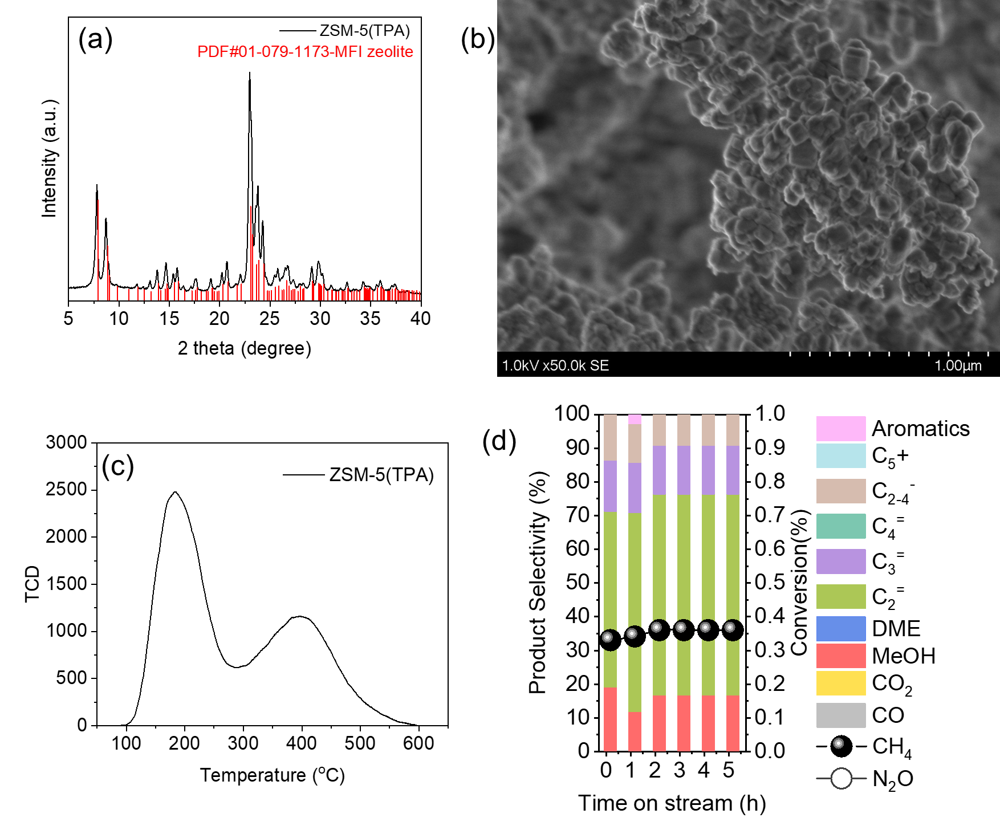 (a)
ZSM-5(TPA)
PDF#01-079-1173-MFI zeolite
Intensity (a.u.)
5 10 15 20 25 30 35 40
2 theta (degree)
(b)
1.0kV x50.0k SE 1.00μm
(c)
ZSM-5(TPA)
3000
2500
2000
1500
1000
500
0
TCD
100 200 300 400 500 600
Temperature (°C)
(d)
100
90
80
70
60
50
40
30
20
10
0
Product Selectivity (%)
1.0
0.9
0.8
0.7
0.6
0.5
0.4
0.3
0.2
0.1
0.0
Conversion(%)
0 1 2 3 4 5
Time on stream (h)
Aromatics
C5+
C2-4-
C4=
C3=
C2=
DME
MeOH
CO2
CO
CH4
N2O